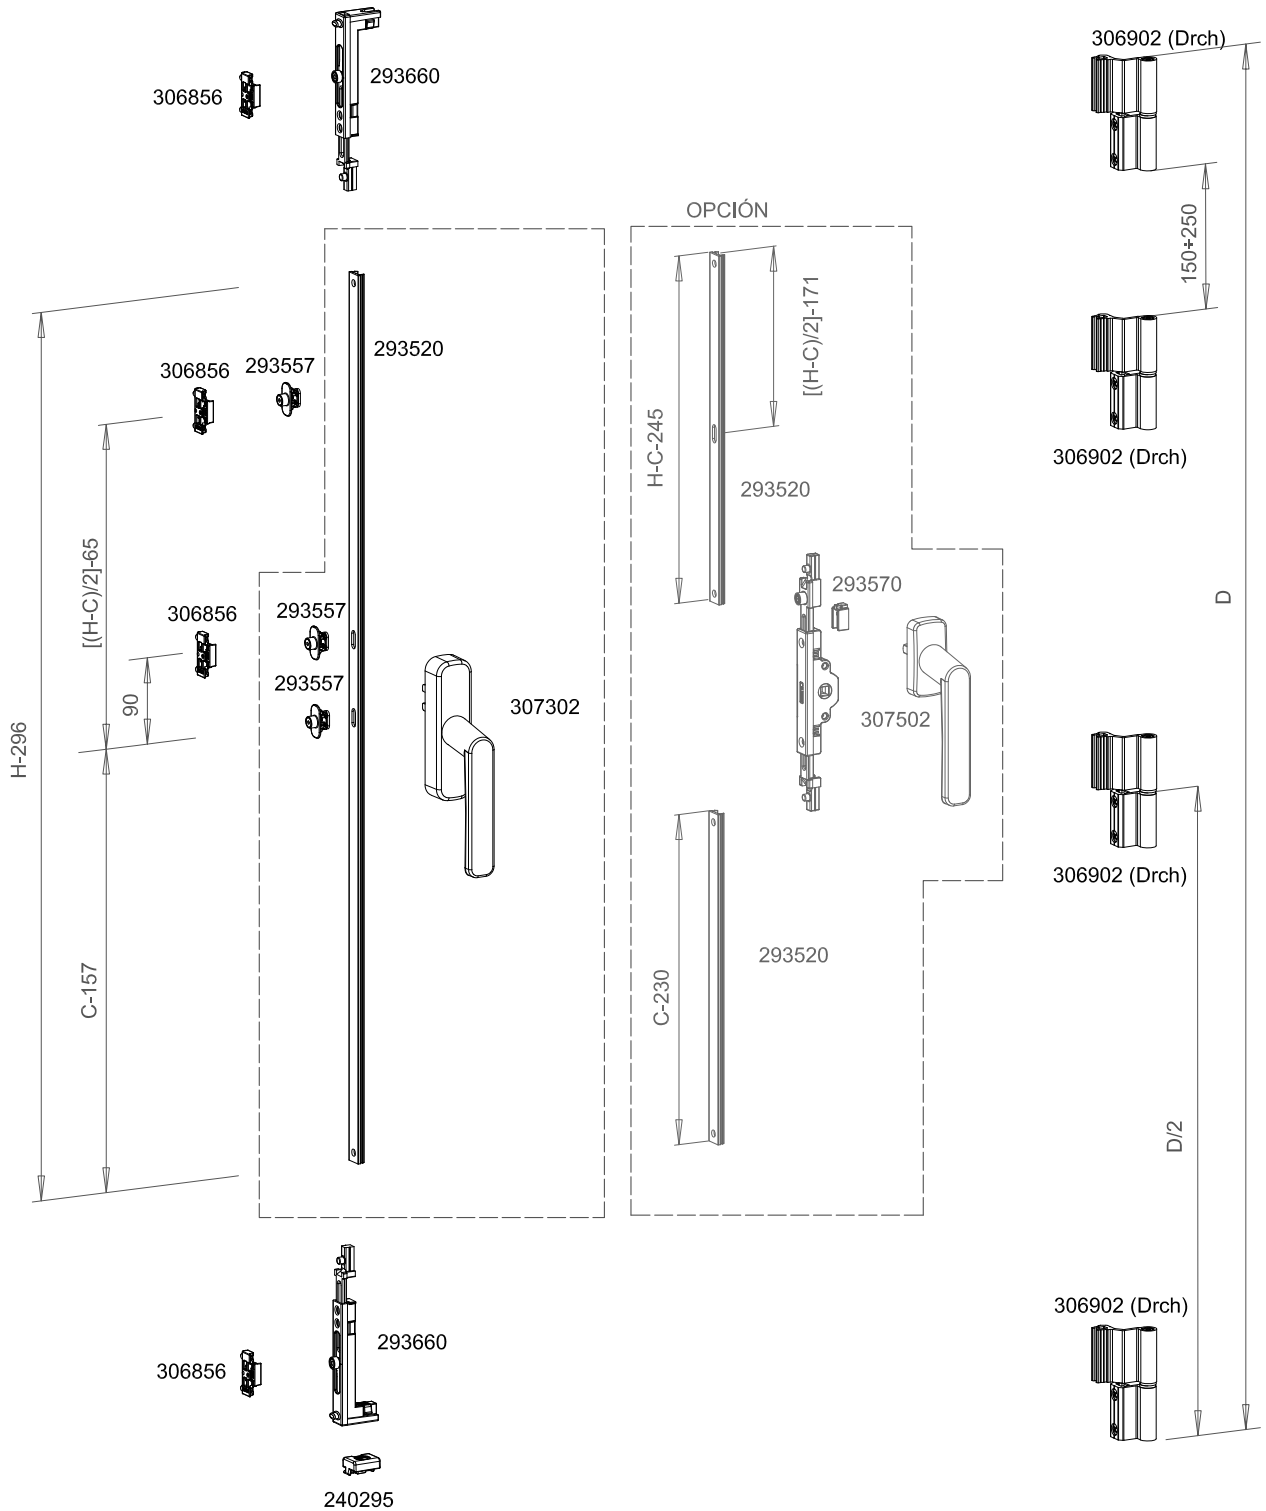 306902 (Drch)
293660
306856
150÷250
OPCIÓN
[(H-C)/2]-171
293520
293557
306856
H-C-245
306902 (Drch)
293520
[(H-C)/2]-65
293570
D
306856
293557
293557
90
307302
307502
H-296
306902 (Drch)
293520
C-157
C-230
D/2
306902 (Drch)
293660
306856
240295